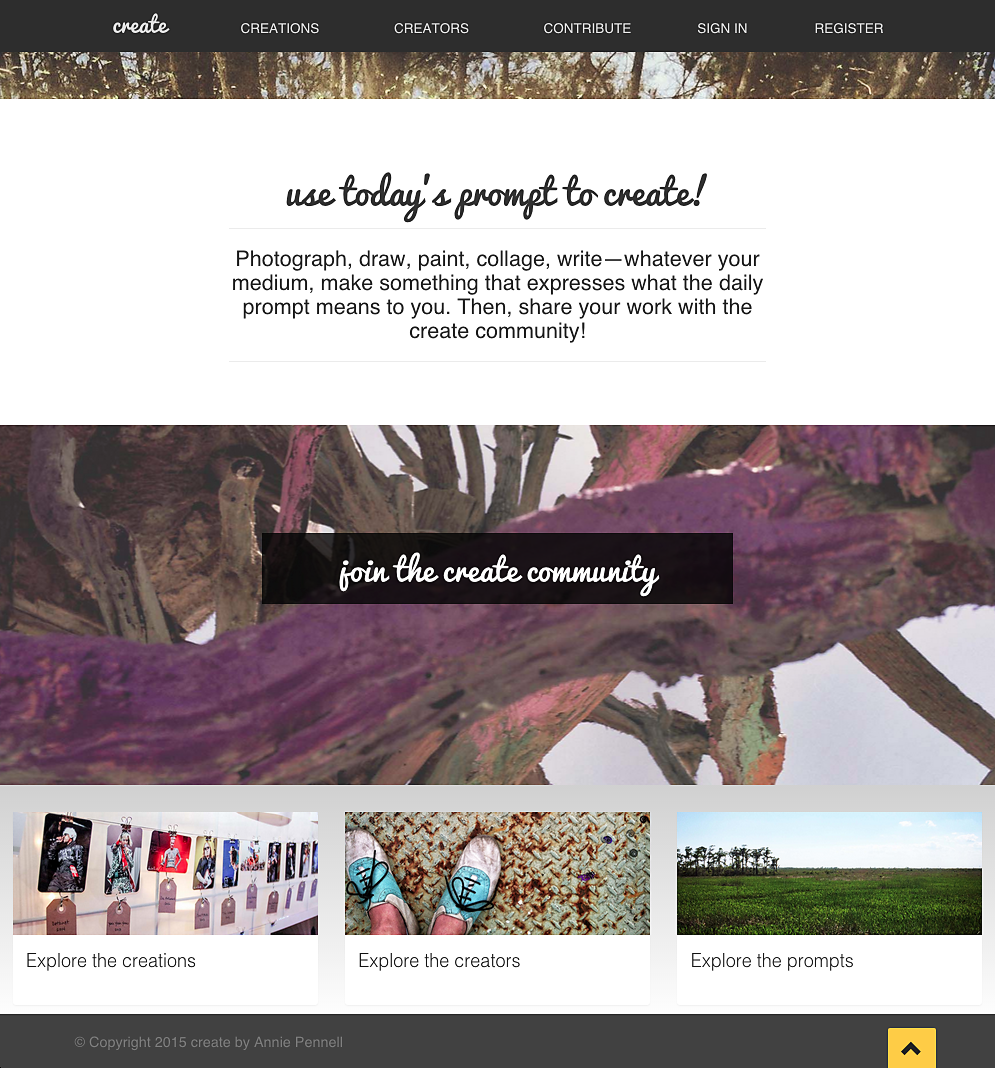 create CREATIONS CREATORS CONTRIBUTE SIGN IN REGISTER
use today's prompt to create!
Photograph, draw, paint, collage, write—whatever your
medium, make something that expresses what the daily
prompt means to you. Then, share your work with the
create community!
join the create community
Explore the creations
Explore the creators
Explore the prompts
© Copyright 2015 create by Annie Pennell